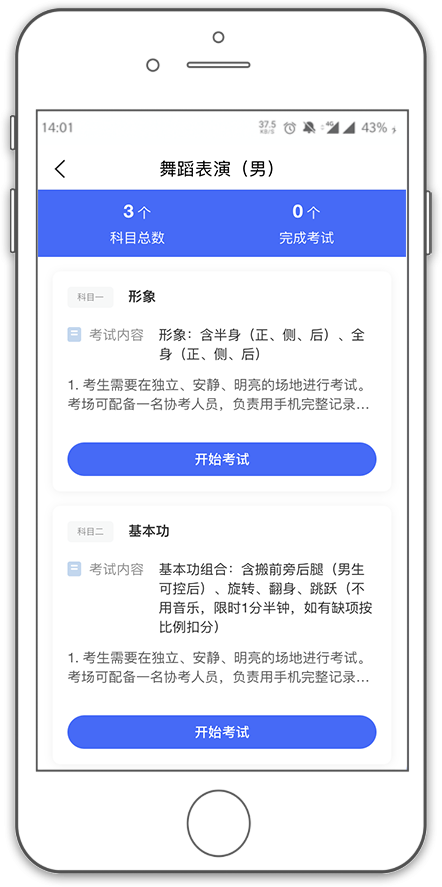 14:01
37.5
KB/S
4G
43%
舞蹈表演（男）
3 个
0 个
科目总数
完成考试
科目一
形象
考试内容
形象：含半身（正、侧、后）、全
身（正、侧、后）
1. 考生需要在独立、安静、明亮的场地进行考试。
考场可配备一名协考人员，负责用手机完整记录…
开始考试
科目二
基本功
考试内容
基本功组合：含搬前旁后腿（男生
可控后）、旋转、翻身、跳跃（不
用音乐，限时1分半钟，如有缺项按
比例扣分）
1. 考生需要在独立、安静、明亮的场地进行考试。
考场可配备一名协考人员，负责用手机完整记录…
开始考试